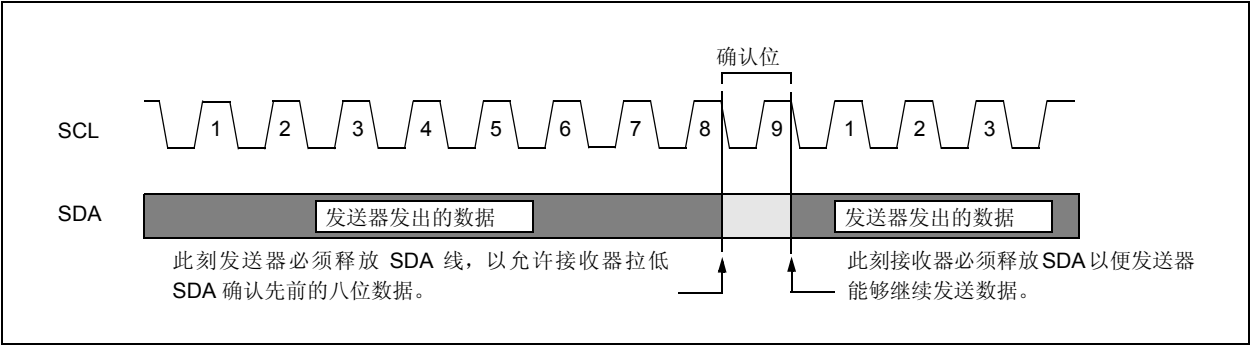 确认位
SCL 1 2 3 4 5 6 7 8 9 1 2 3
SDA 发送器发出的数据 发送器发出的数据
此刻发送器必须释放 SDA 线，以允许接收器拉低
SDA 确认先前的八位数据。
此刻接收器必须释放SDA以便发送器
能够继续发送数据。